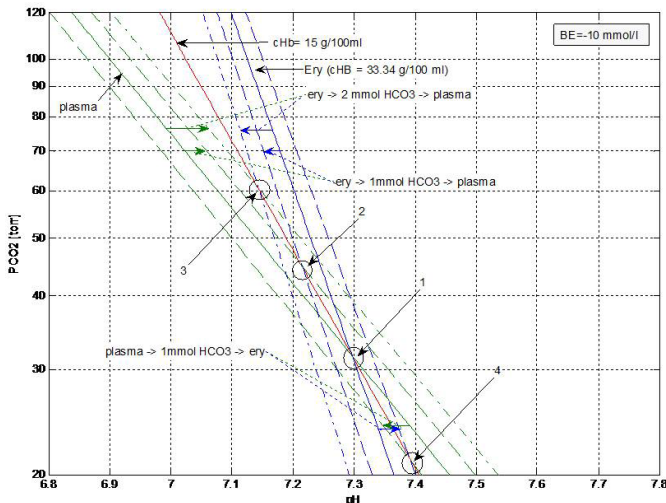 120
100
90
80
70
60
50
40
30
20
PCO2 [torr]
6.8
6.9
7
7.1
7.2
7.3
7.4
7.5
7.6
7.7
7.8
pH
cHb= 15 g/100ml
BE=-10 mmol/l
Ery (cHB = 33.34 g/100 ml)
plasma
ery -> 2 mmol HCO3 -> plasma
ery -> 1mmol HCO3 -> plasma
2
3
1
plasma -> 1mmol HCO3 -> ery
4